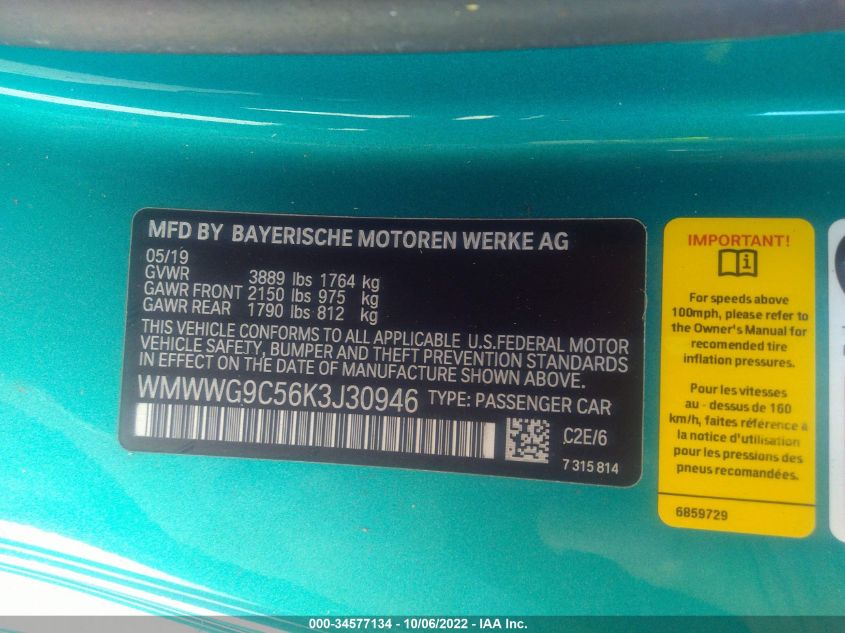 MFD BY BAYERISCHE MOTOREN WERKE AG
05/19
GVWR 3889 lbs 1764 kg
GAWR FRONT 2150 lbs 975 kg
GAWR REAR 1790 lbs 812 kg
THIS VEHICLE CONFORMS TO ALL APPLICABLE U.S.FEDERAL MOTOR
VEHICLE SAFETY, BUMPER AND THEFT PREVENTION STANDARDS
IN EFFECT ON THE DATE OF MANUFACTURE SHOWN ABOVE.
WMWWG9C56K3J30946 TYPE: PASSENGER CAR
C2E/6
7 315 814
IMPORTANT!
i
For speeds above
100mph, please refer to
the Owner's Manual for
recomended tire
inflation pressures.
Pour les vitesses
au - dessus de 160
km/h, faites référence à
la notice d'utilisation
pour les pressions des
pneus recomandées.
6859729
000-34577134 - 10/06/2022 - IAA Inc.